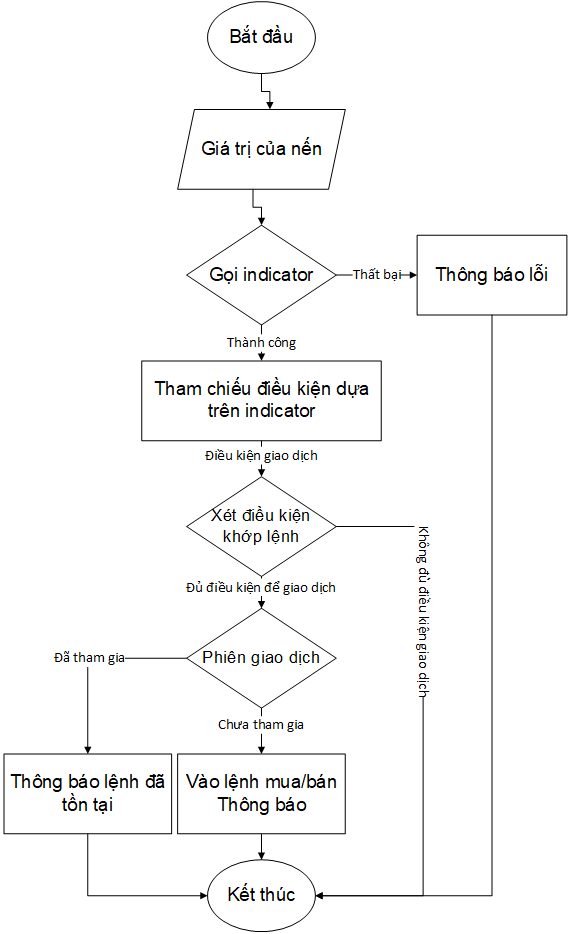 Bắt đầu
Giá trị của nến
Gọi indicator
Thất bại
Thông báo lỗi
Thành công
Tham chiếu điều kiện dựa
trên indicator
Điều kiện giao dịch
Xét điều kiện
khớp lệnh
Không đủ điều kiện giao dịch
Đủ điều kiện để giao dịch
Phiên giao dịch
Đã tham gia
Chưa tham gia
Thông báo lệnh đã
tồn tại
Vào lệnh mua/bán
Thông báo
Kết thúc